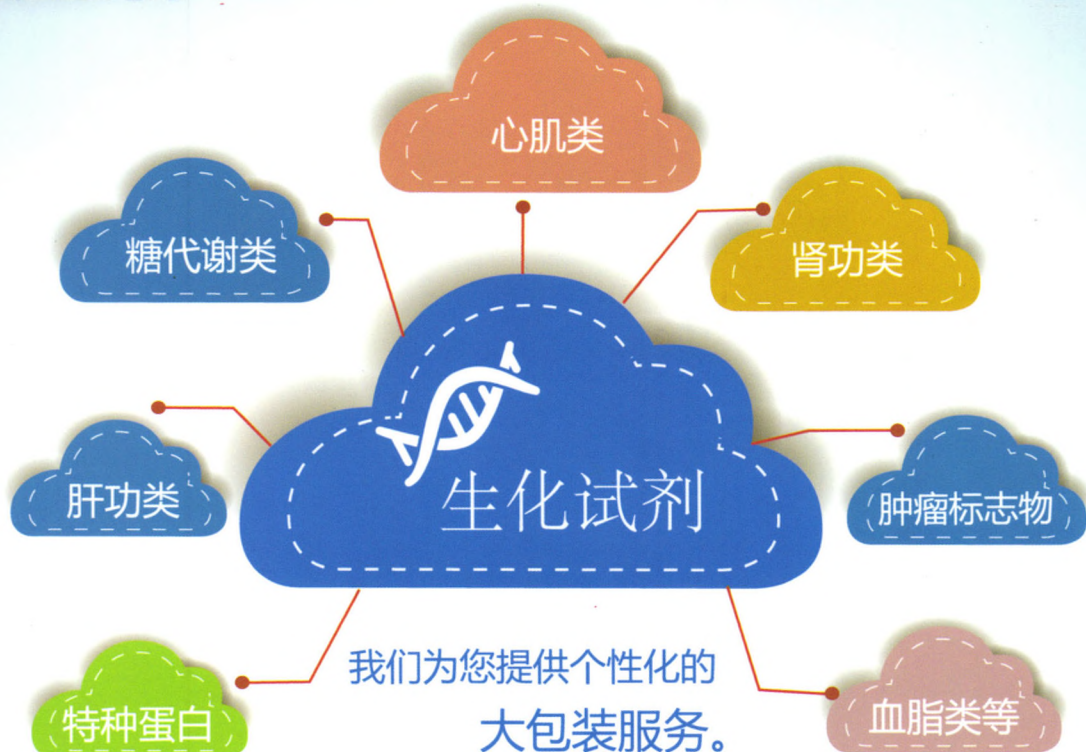 心肌类
糖代谢类
肾功类
肝功类
生化试剂
肿瘤标志物
特种蛋白
我们为您提供个性化的
大包装服务。
血脂类等